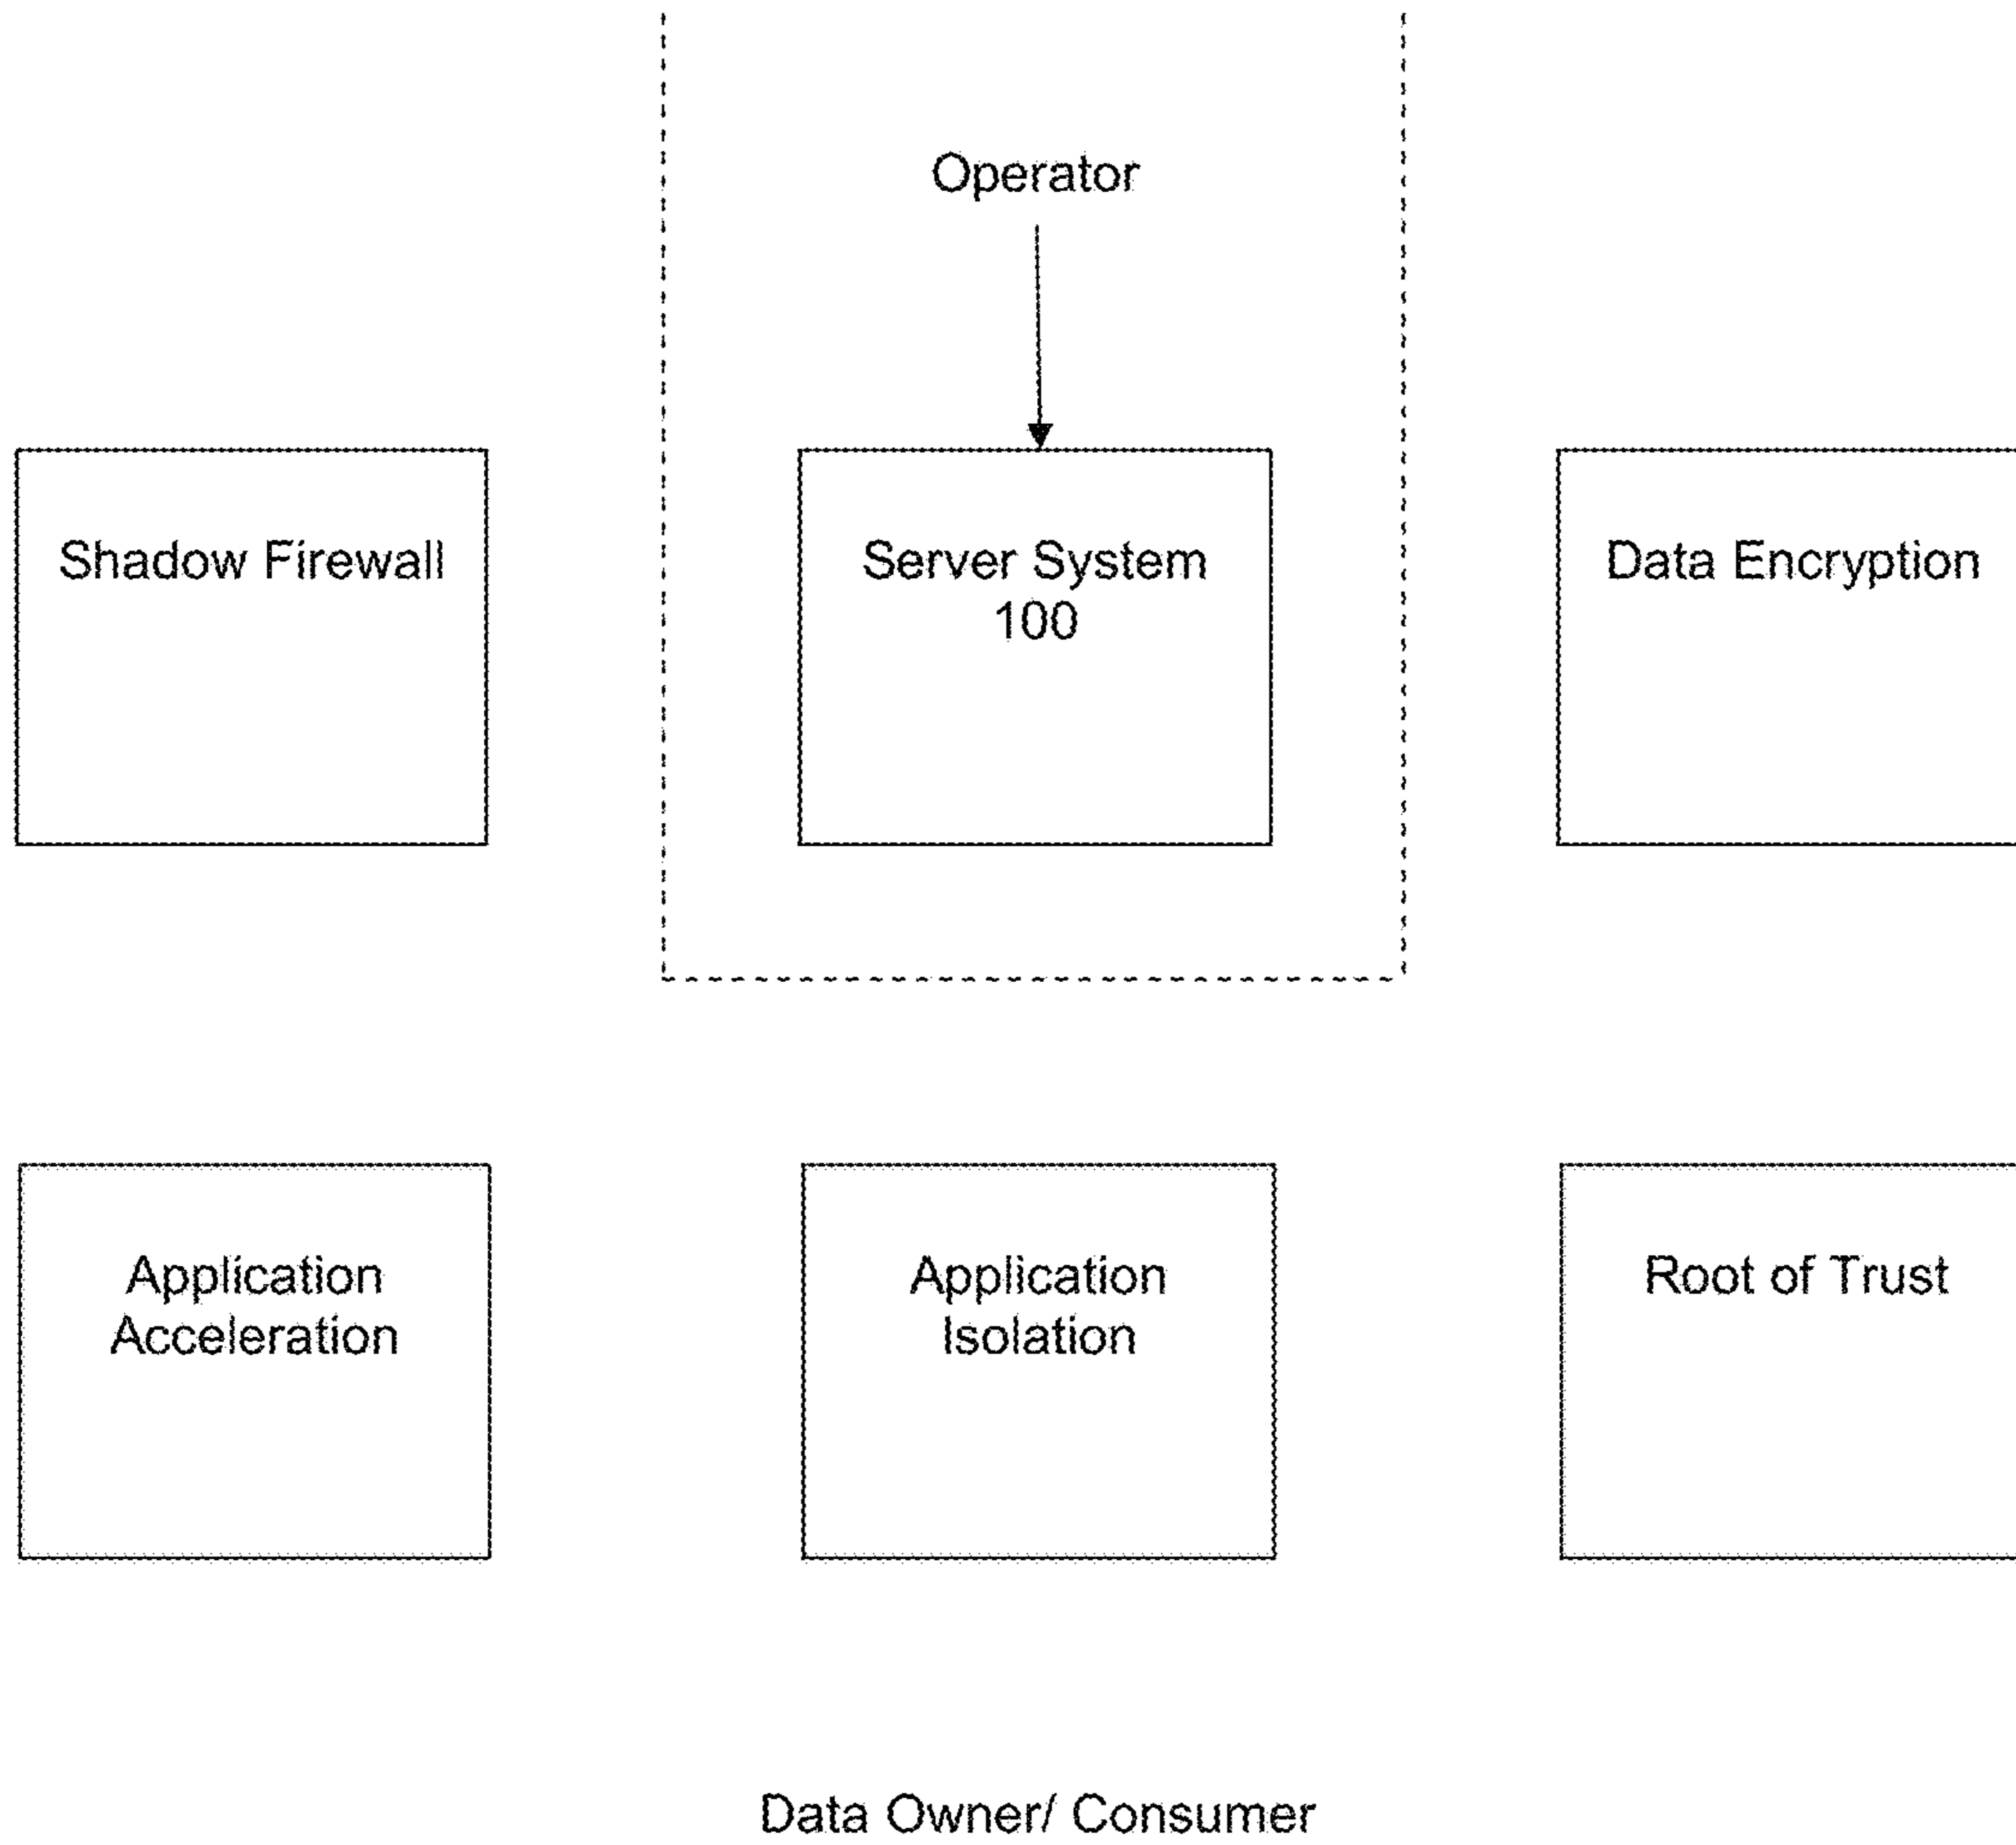 Operator
Shadow Firewall
Server System
100
Data Encryption
Application
Acceleration
Application
Isolation
Root of Trust
Data Owner/ Consumer